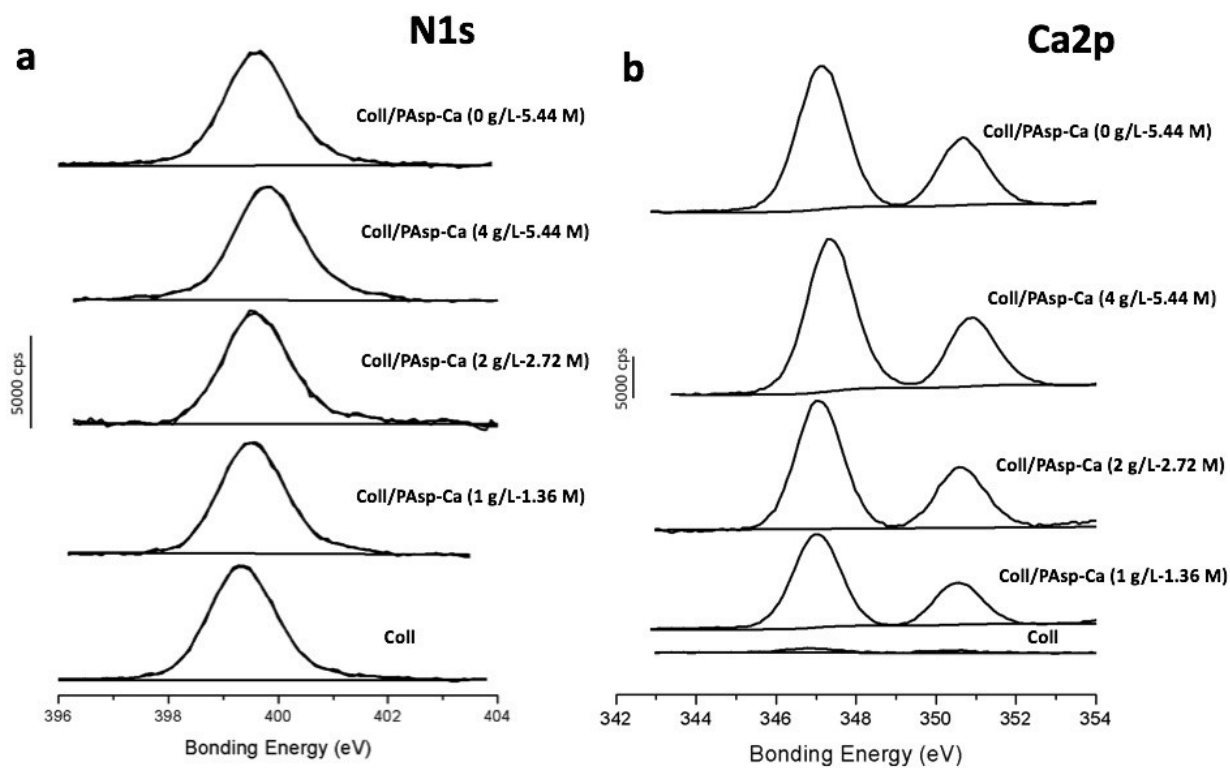 a
N1s
Coll/PAsp-Ca (0 g/L-5.44 M)
Coll/PAsp-Ca (4 g/L-5.44 M)
Coll/PAsp-Ca (2 g/L-2.72 M)
5000 cps
Coll/PAsp-Ca (1 g/L-1.36 M)
Coll
396 398 400 402 404
Bonding Energy (eV)
b
Ca2p
Coll/PAsp-Ca (0 g/L-5.44 M)
Coll/PAsp-Ca (4 g/L-5.44 M)
5000 cps
Coll/PAsp-Ca (2 g/L-2.72 M)
Coll/PAsp-Ca (1 g/L-1.36 M)
Coll
342 344 346 348 350 352 354
Bonding Energy (eV)